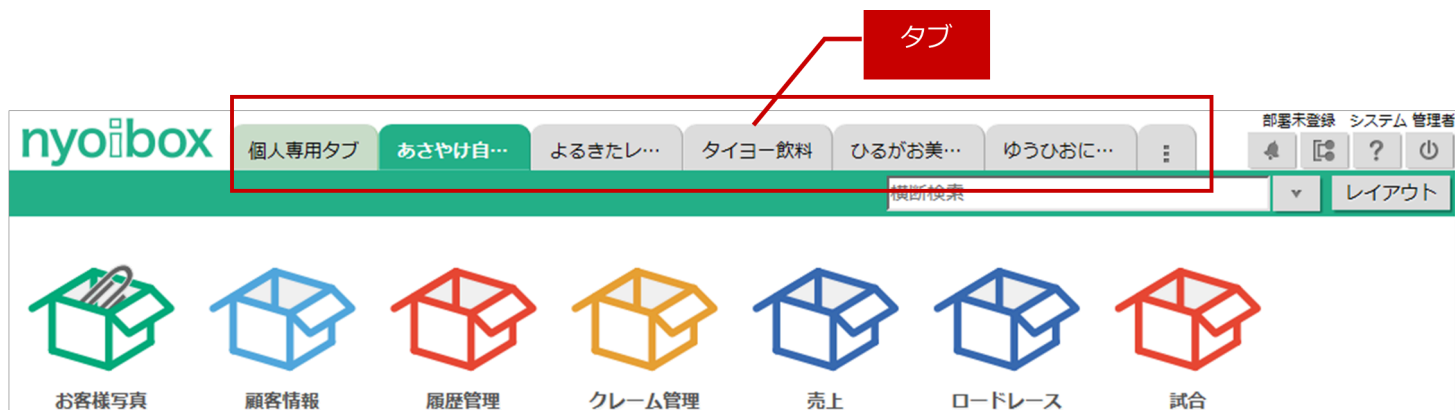 タブ
nyoibox
個人専用タブ
あさやけ自…
よるきたレ…
タイヨー飲料
ひるがお美…
ゆうひおに…
部署未登録 システム 管理者
?
横断検索
レイアウト
お客様写真
顧客情報
履歴管理
クレーム管理
売上
ロードレース
試合